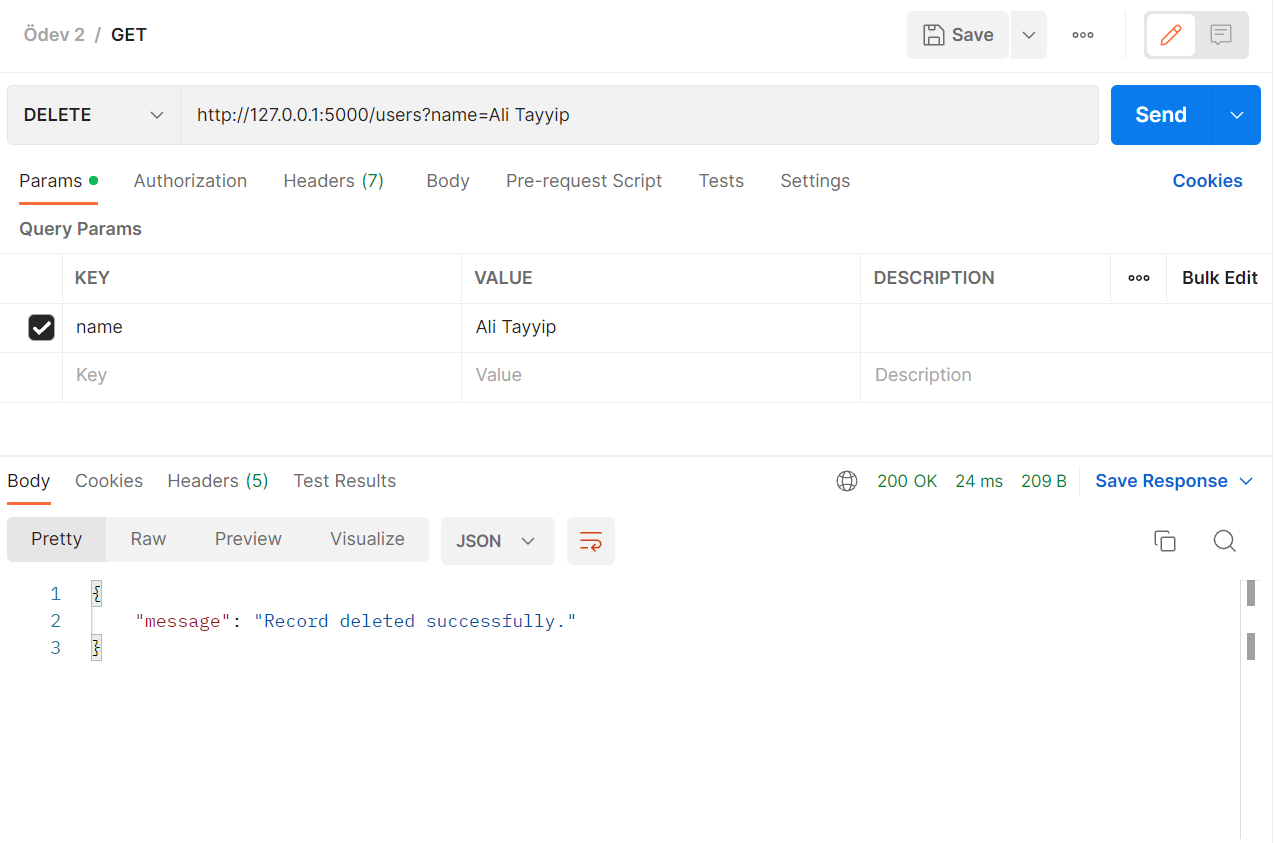 Ödev 2 / GET
Save
DELETE
http://127.0.0.1:5000/users?name=Ali Tayyip
Send
Params Authorization Headers (7) Body Pre-request Script Tests Settings Cookies
Query Params
KEY VALUE DESCRIPTION Bulk Edit
name Ali Tayyip
Key Value Description
Body Cookies Headers (5) Test Results 200 OK 24 ms 209 B Save Response
Pretty Raw Preview Visualize JSON
1 {
2 "message": "Record deleted successfully."
3 }